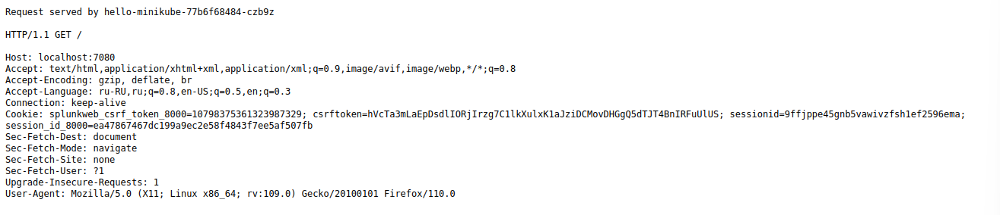 Request served by hello-minikube-77b6f68484-czb9z
HTTP/1.1 GET /
Host: localhost:7080
Accept: text/html,application/xhtml+xml,application/xml;q=0.9,image/avif,image/webp,*/*;q=0.8
Accept-Encoding: gzip, deflate, br
Accept-Language: ru-RU,ru;q=0.8,en-US;q=0.5,en;q=0.3
Connection: keep-alive
Cookie: splunkweb_csrf_token_8000=10798375361323987329; csrftoken=hVcTa3mLaEpDsdlIORjIrzg7C1lkXulxK1aJziDCMovDHGgQ5dTJT4BnIRFuUlUS; sessionid=9ffjppe45gnb5vawivzfsh1ef2596ema;
session_id_8000=ea47867467dc199a9ec2e58f4843f7ee5af507fb
Sec-Fetch-Dest: document
Sec-Fetch-Mode: navigate
Sec-Fetch-Site: none
Sec-Fetch-User: ?1
Upgrade-Insecure-Requests: 1
User-Agent: Mozilla/5.0 (X11; Linux x86_64; rv:109.0) Gecko/20100101 Firefox/110.0